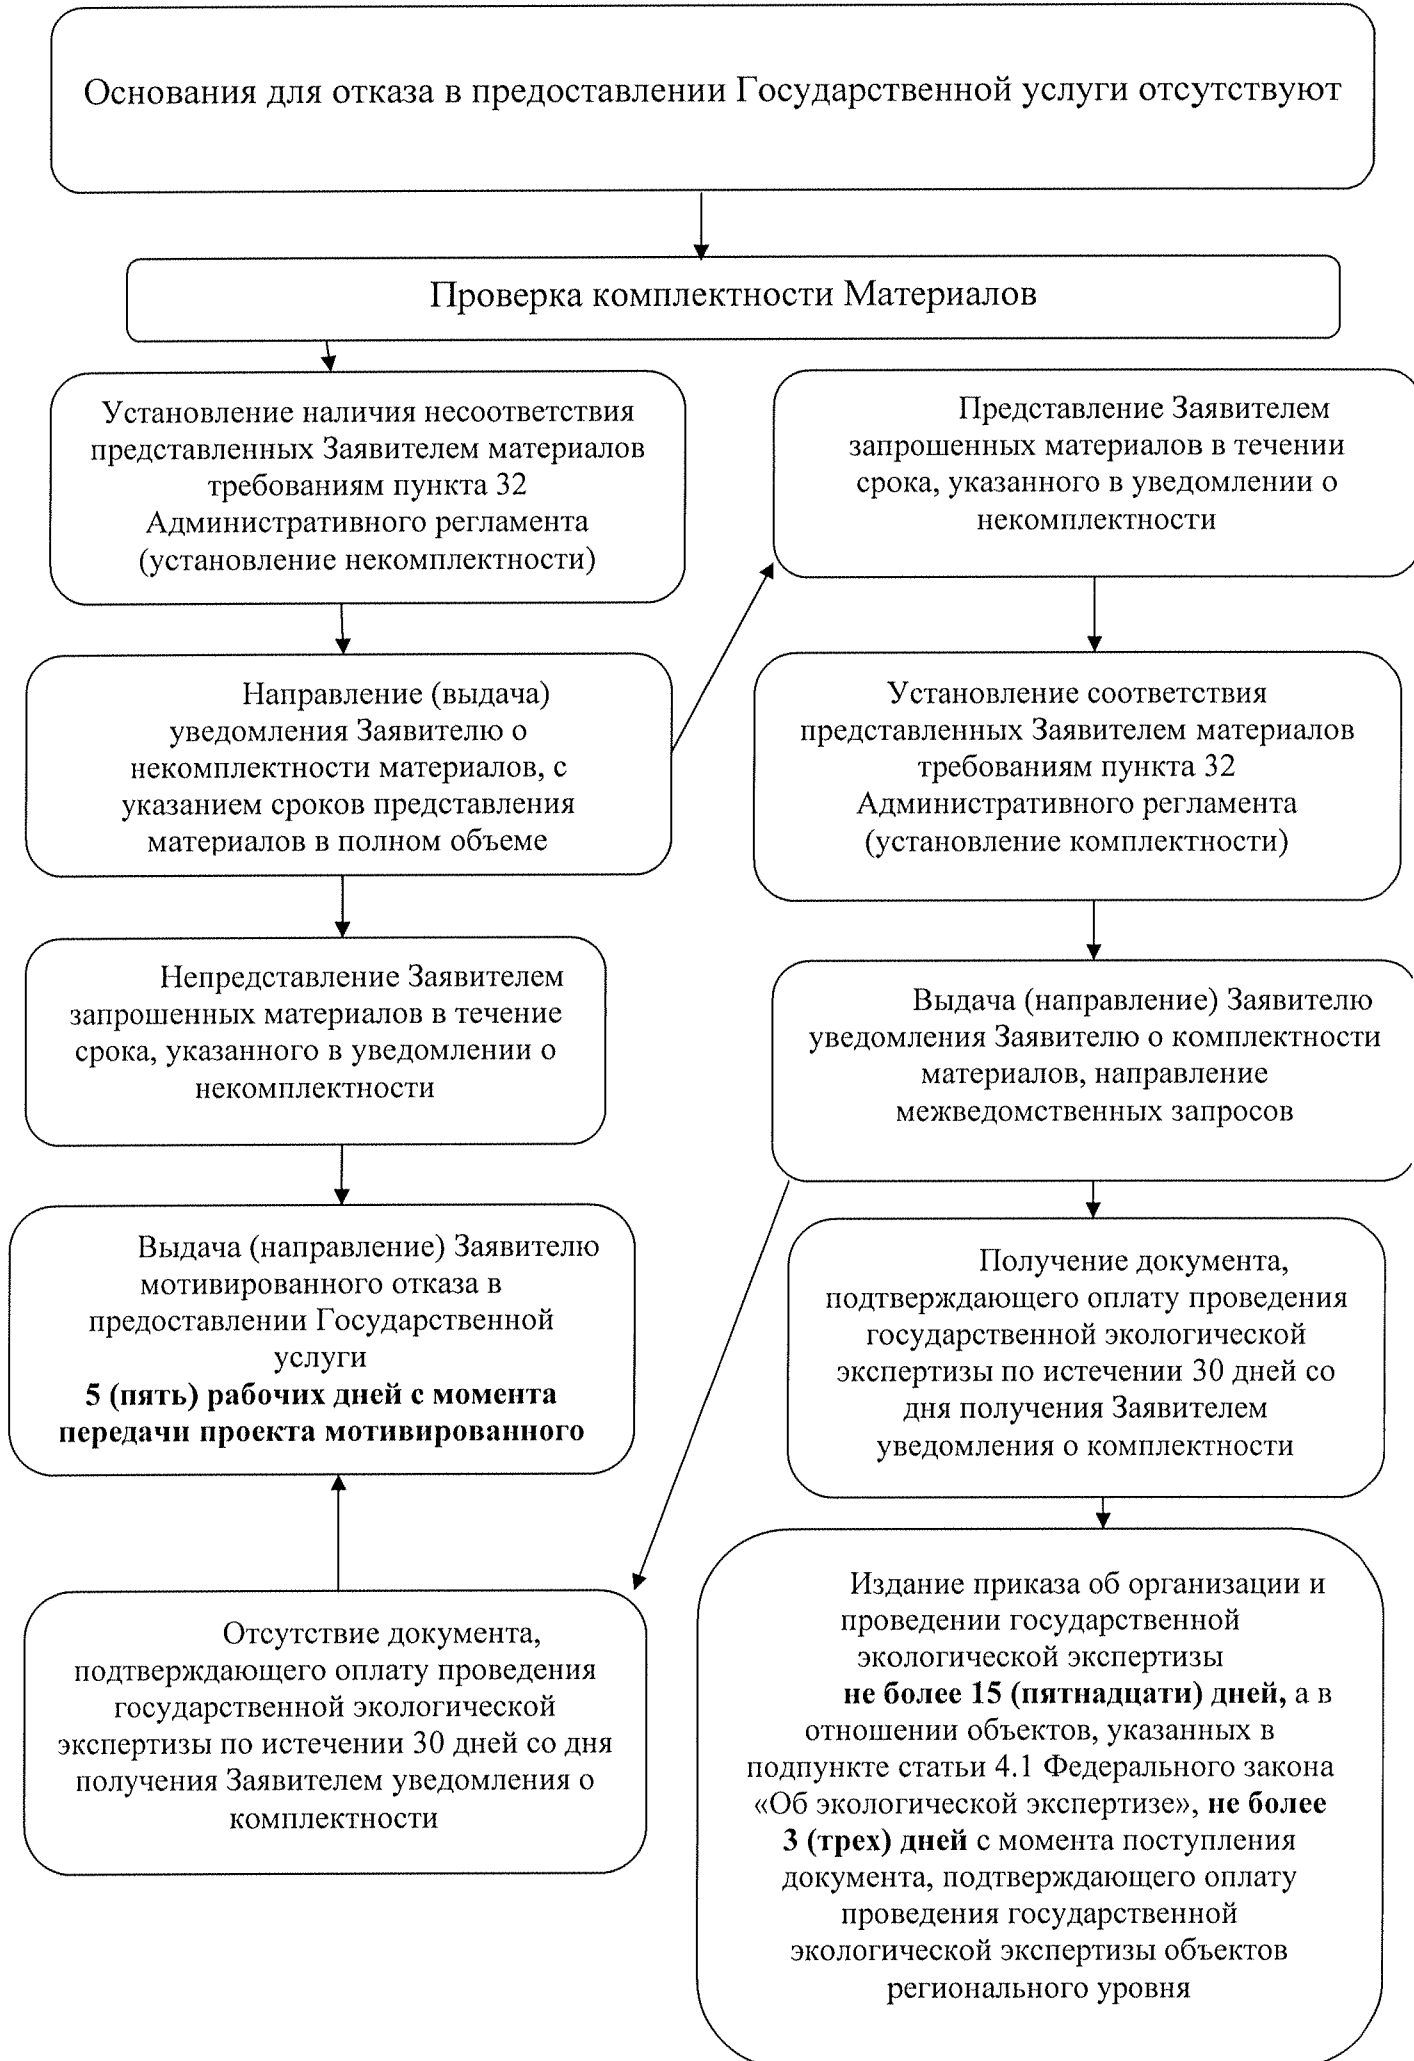 Основания для отказа в предоставлении Государственной услуги отсутствуют
Проверка комплектности Материалов
Установление наличия несоответствия
представленных Заявителем материалов
требованиям пункта 32
Административного регламента
(установление некомплектности)
Направление (выдача)
уведомления Заявителю о
некомплектности материалов, с
указанием сроков представления
материалов в полном объеме
Непредставление Заявителем
запрошенных материалов в течение
срока, указанного в уведомлении о
некомплектности
Выдача (направление) Заявителю
мотивированного отказа в
предоставлении Государственной
услуги
5 (пять) рабочих дней с момента
передачи проекта мотивированного
Отсутствие документа,
подтверждающего оплату проведения
государственной экологической
экспертизы по истечении 30 дней со дня
получения Заявителем уведомления о
комплектности
Представление Заявителем
запрошенных материалов в течении
срока, указанного в уведомлении о
некомплектности
Установление соответствия
представленных Заявителем материалов
требованиям пункта 32
Административного регламента
(установление комплектности)
Выдача (направление) Заявителю
уведомления Заявителю о комплектности
материалов, направление
межведомственных запросов
Получение документа,
подтверждающего оплату проведения
государственной экологической
экспертизы по истечении 30 дней со
дня получения Заявителем
уведомления о комплектности
Издание приказа об организации и
проведении государственной
экологической экспертизы
не более 15 (пятнадцати) дней, а в
отношении объектов, указанных в
подпункте статьи 4.1 Федерального закона
«Об экологической экспертизе», не более
3 (трех) дней с момента поступления
документа, подтверждающего оплату
проведения государственной
экологической экспертизы объектов
регионального уровня